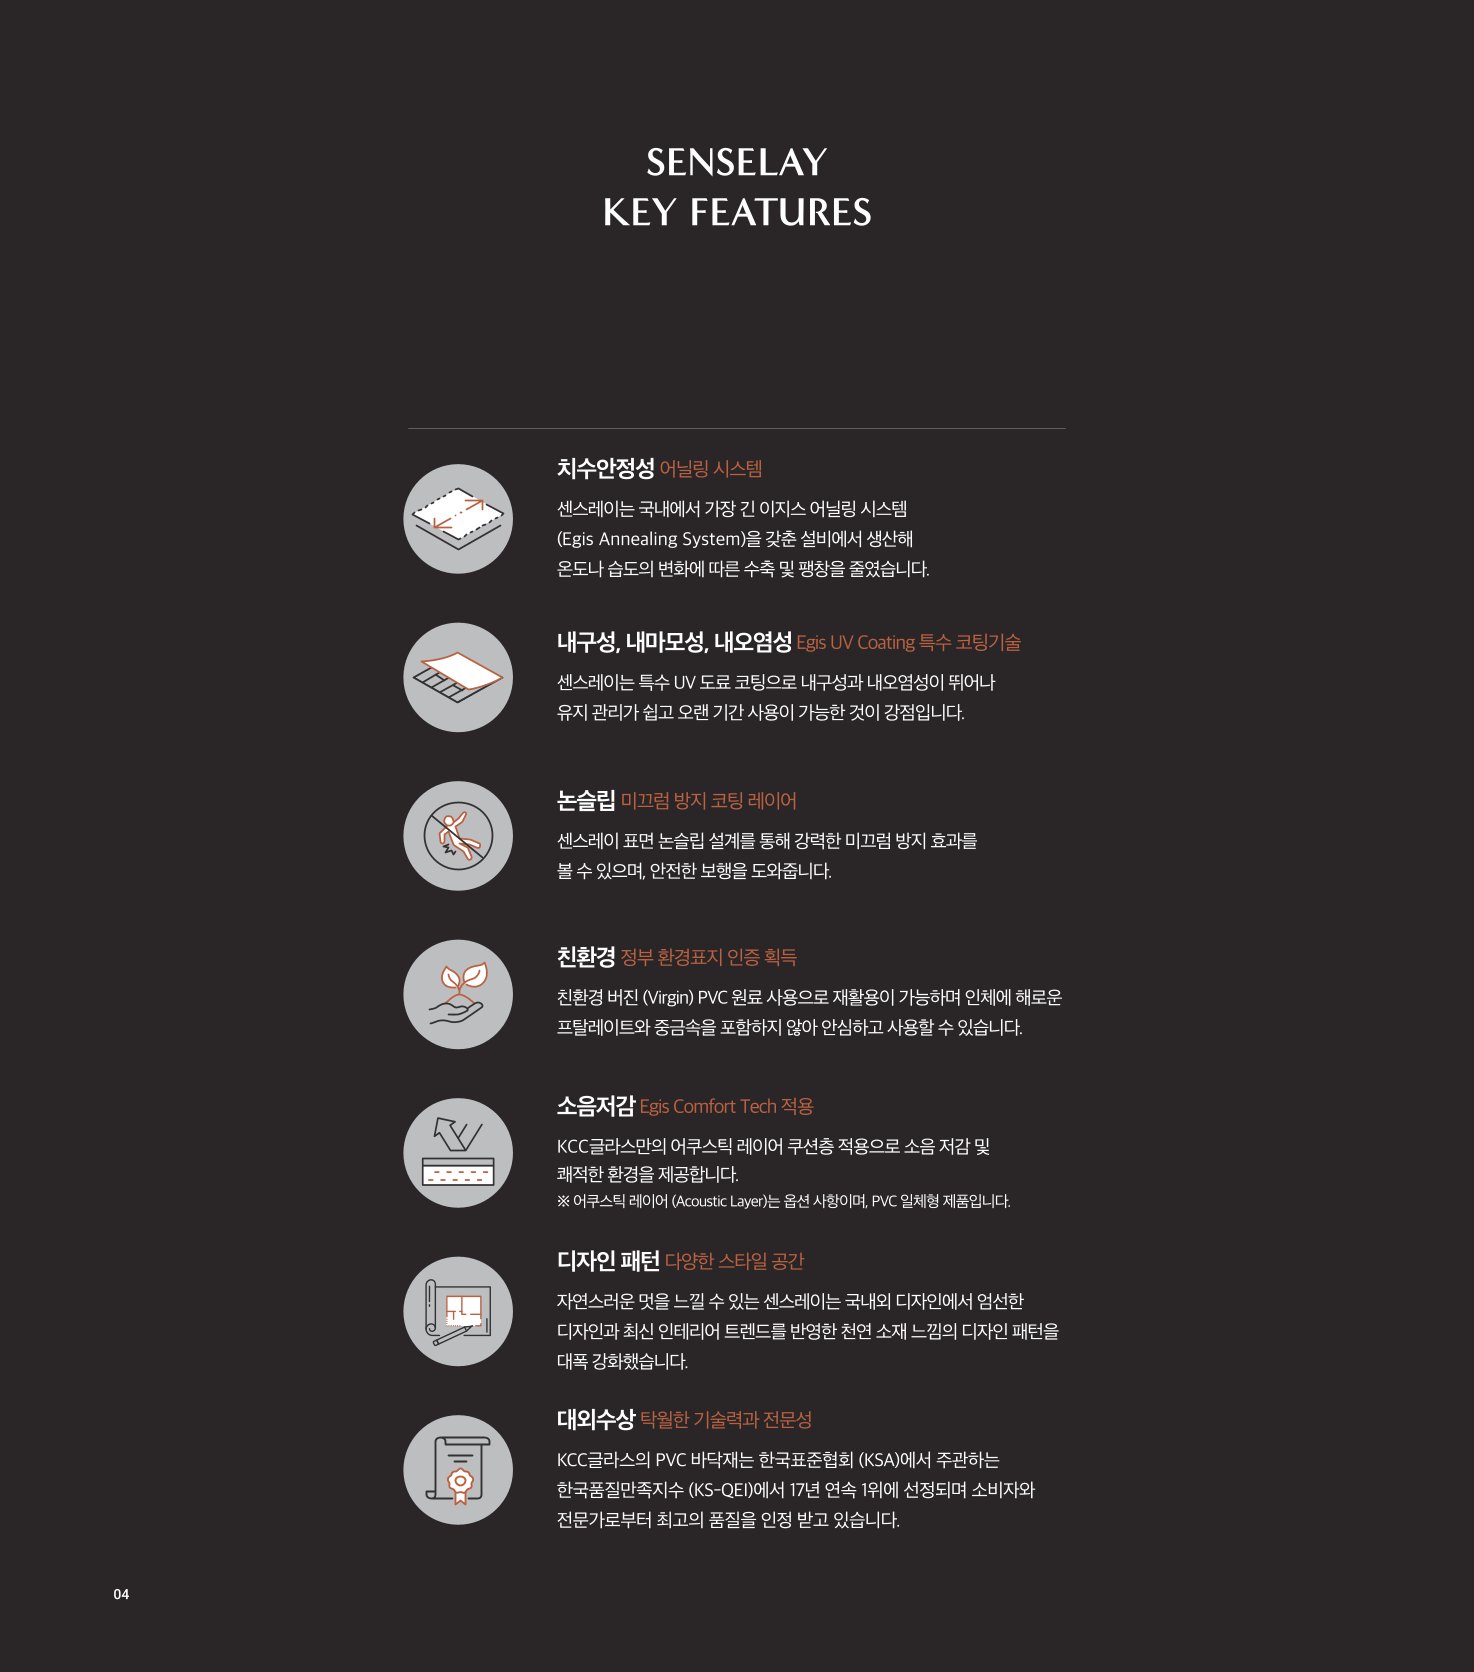 SENSELAY
KEY FEATURES
치수안정성 어닐링 시스템
센스레이는 국내에서 가장 긴 이지스 어닐링 시스템
(Egis Annealing System)을 갖춘 설비에서 생산해
온도나 습도의 변화에 따른 수축 및 팽창을 줄였습니다.
내구성, 내마모성, 내오염성 Egis UV Coating 특수 코팅기술
센스레이는 특수 UV 도료 코팅으로 내구성과 내오염성이 뛰어나
유지 관리가 쉽고 오랜 기간 사용이 가능한 것이 강점입니다.
논슬립 미끄럼 방지 코팅 레이어
센스레이 표면 논슬립 설계를 통해 강력한 미끄럼 방지 효과를
볼 수 있으며, 안전한 보행을 도와줍니다.
친환경 정부 환경표지 인증 획득
친환경 버진 (Virgin) PVC 원료 사용으로 재활용이 가능하며 인체에 해로운
프탈레이트와 중금속을 포함하지 않아 안심하고 사용할 수 있습니다.
소음저감 Egis Comfort Tech 적용
KCC글라스만의 어쿠스틱 레이어 쿠션층 적용으로 소음 저감 및
쾌적한 환경을 제공합니다.
※ 어쿠스틱 레이어 (Acoustic Layer)는 옵션 사항이며, PVC 일체형 제품입니다.
디자인 패턴 다양한 스타일 공간
자연스러운 멋을 느낄 수 있는 센스레이는 국내외 디자인에서 엄선한
디자인과 최신 인테리어 트렌드를 반영한 천연 소재 느낌의 디자인 패턴을
대폭 강화했습니다.
대외수상 탁월한 기술력과 전문성
KCC글라스의 PVC 바닥재는 한국표준협회 (KSA)에서 주관하는
한국품질만족지수 (KS-QEI)에서 17년 연속 1위에 선정되며 소비자와
전문가로부터 최고의 품질을 인정 받고 있습니다.
04